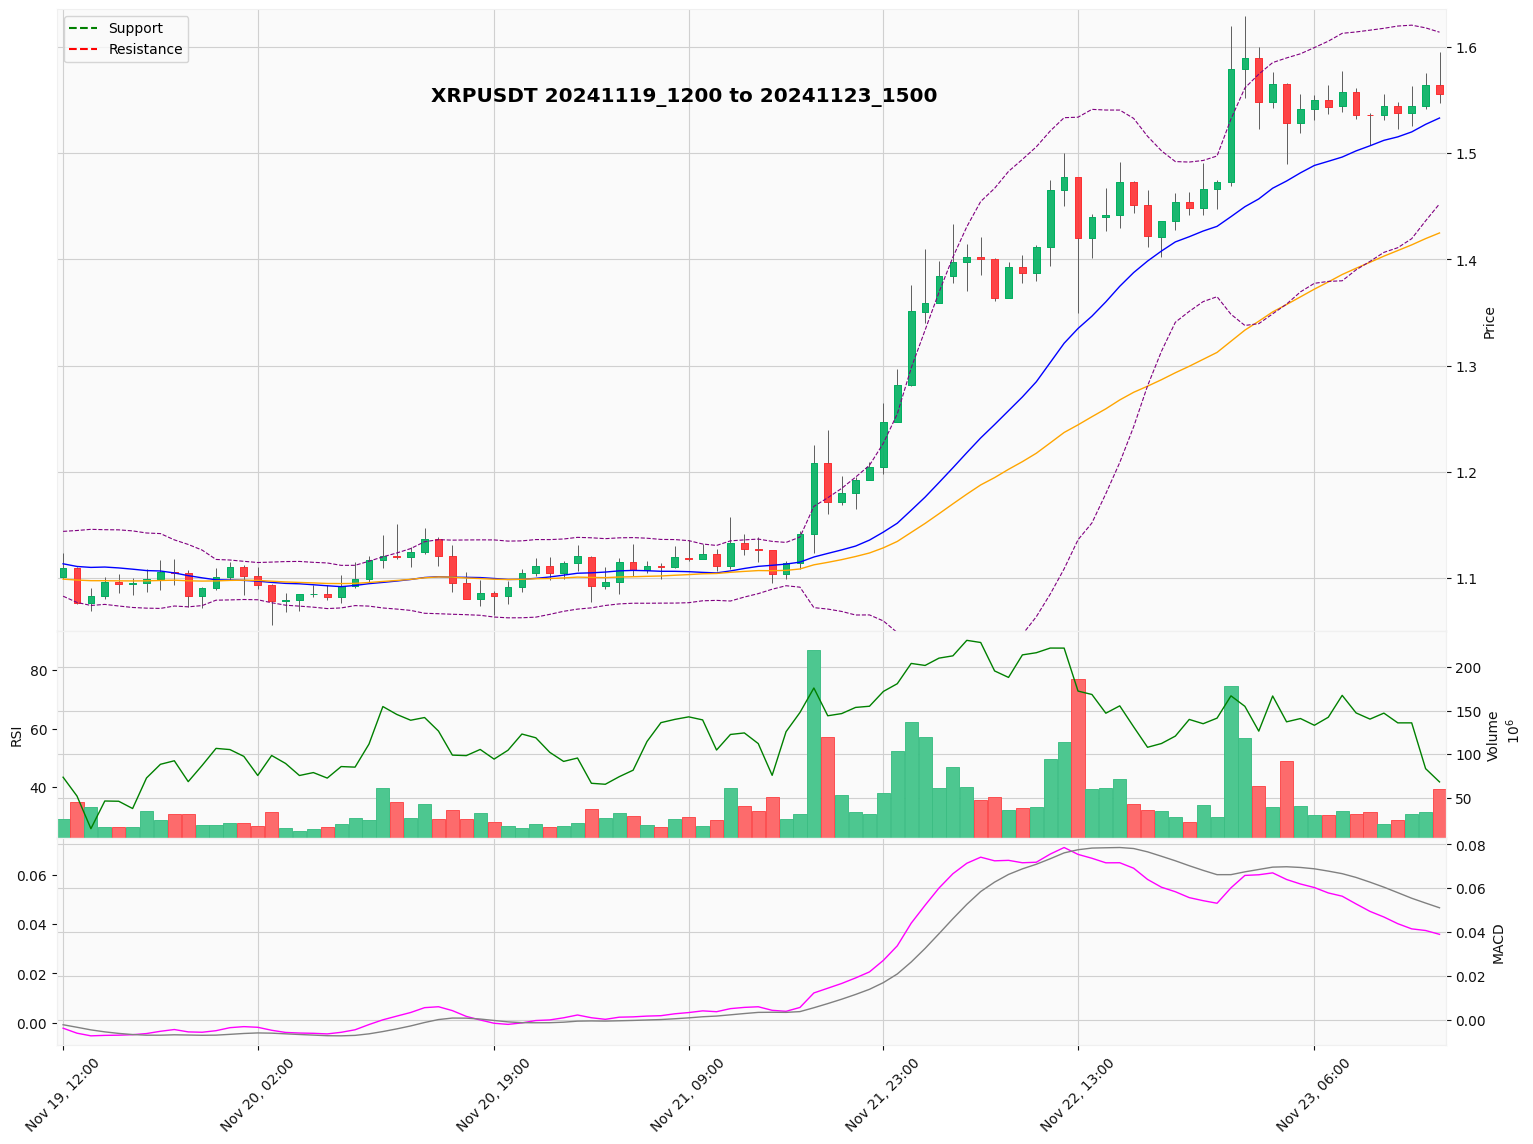 Support
Resistance
XRPUSDT 20241119_1200 to 20241123_1500
1.6
1.5
1.4
1.3
1.2
1.1
Price
80
60
40
RSI
200
150
100
50
Volume
10^6
0.06
0.04
0.02
0.00
0.08
0.06
0.04
0.02
0.00
MACD
Nov 19, 12:00
Nov 20, 02:00
Nov 20, 19:00
Nov 21, 09:00
Nov 21, 23:00
Nov 22, 13:00
Nov 23, 06:00